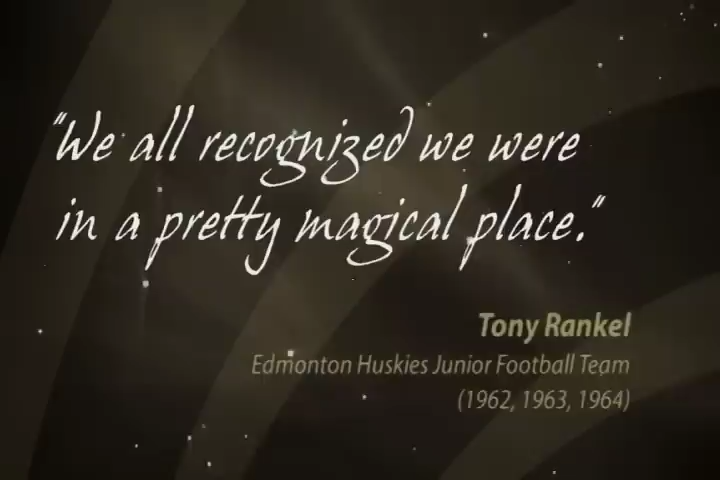 "We all recognized we were
in a pretty magical place."
Tony Rankel
Edmonton Huskies Junior Football Team
(1962, 1963, 1964)